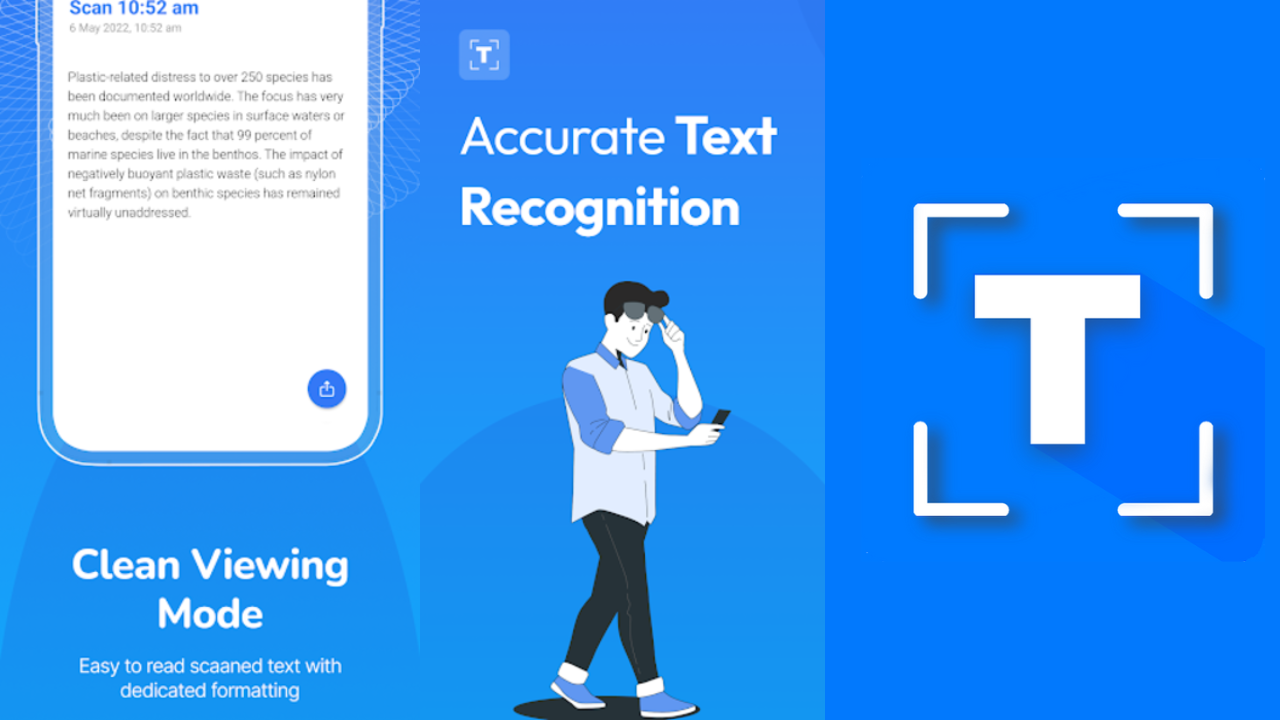 Scan 10:52 am
6 May 2022, 10:52 am
Plastic-related distress to over 250 species has
been documented worldwide. The focus has very
much been on larger species in surface waters or
beaches, despite the fact that 99 percent of
marine species live in the benthos. The impact of
negatively buoyant plastic waste (such as nylon
net fragments) on benthic species has remained
virtually unaddressed.
Clean Viewing
Mode
Easy to read scaaned text with
dedicated formatting
T
Accurate Text
Recognition
T